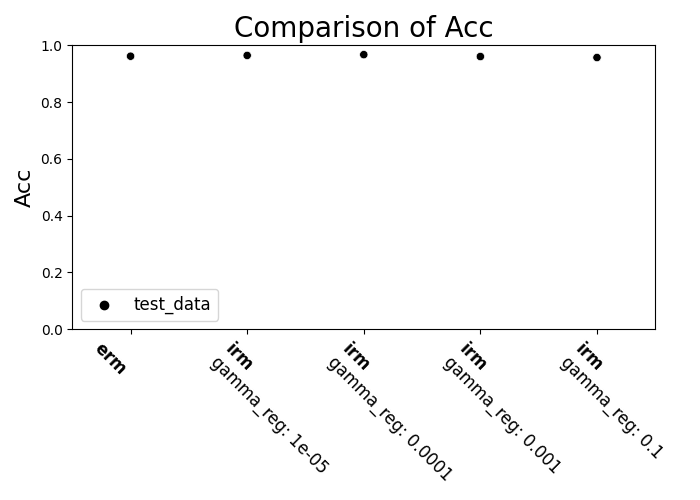 Comparison of Acc
Acc
1.0
0.8
0.6
0.4
0.2
0.0
test_data
erm
irm
gamma_reg: 1e-05
irm
gamma_reg: 0.0001
irm
gamma_reg: 0.001
irm
gamma_reg: 0.1